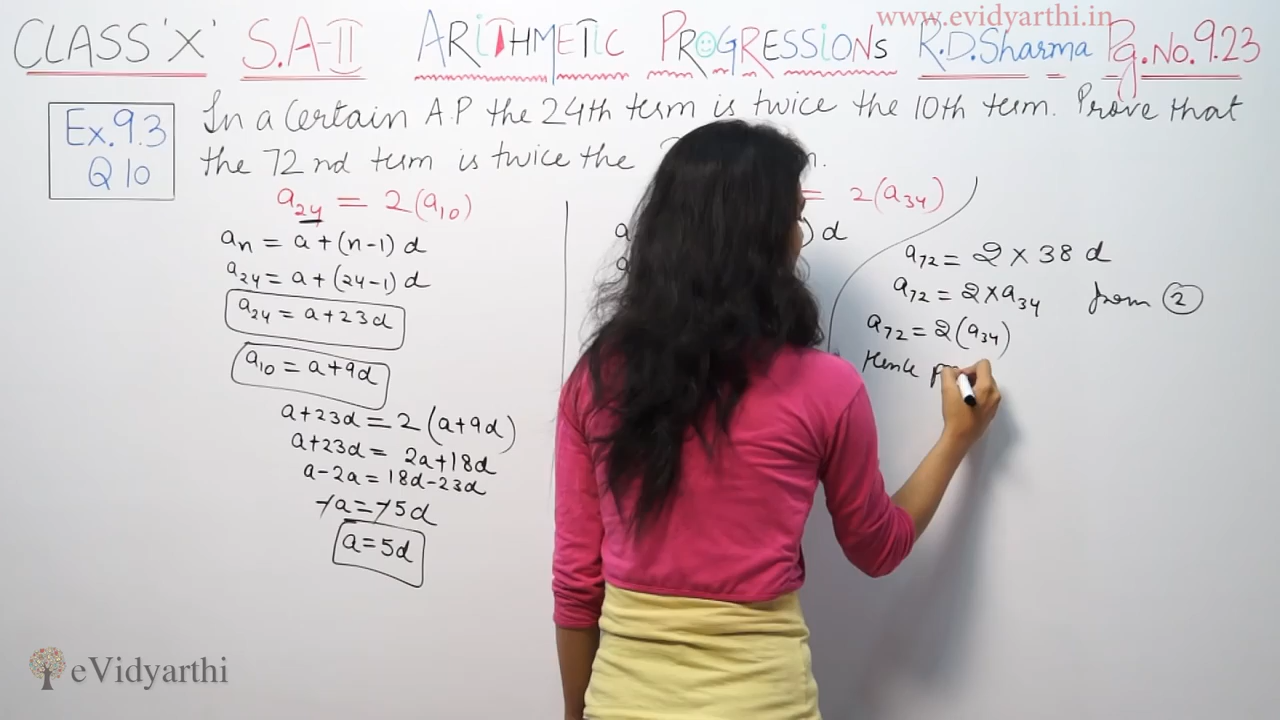 www.evidyarthi.in
CLASS 'X' S.A-II ARITHMETIC PROGRESSIONS R.D.Sharma Pg.No.9.23
Ex.9.3
Q 10
In a Certain A.P the 24th term is twice the 10th term. Prove that
the 72nd term is twice the
a₂₄ = 2(a₁₀)
aₙ = a+(n-1) d
a₂₄ = a+(24-1) d
a₂₄ = a+23d
a₁₀ = a+9d
a+23d = 2(a+9d)
a+23d = 2a+18d
a-2a = 18d-23d
-a = -5d
a=5d
= 2(a₃₄)
a ) d
a
a₇₂ = 2 × 38 d
a₇₂ = 2×a₃₄ from ②
a₇₂ = 2(a₃₄)
Hence
eVidyarthi